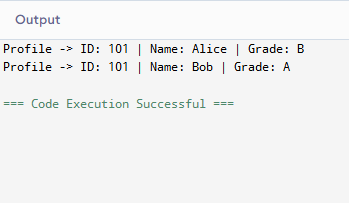 Output
Profile -> ID: 101 | Name: Alice | Grade: B
Profile -> ID: 101 | Name: Bob | Grade: A
=== Code Execution Successful ===